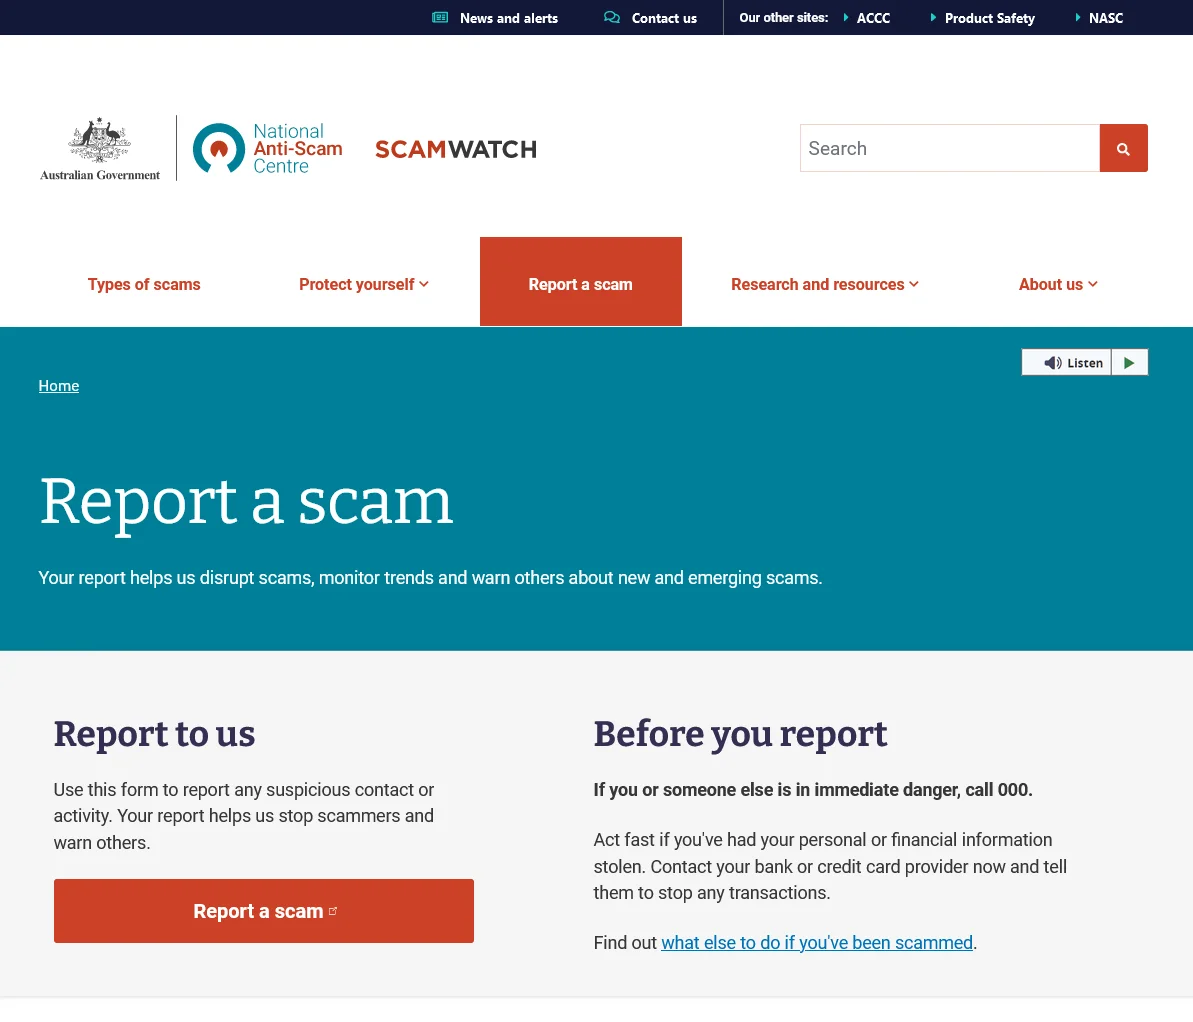 News and alerts
Contact us
Our other sites:
ACCC
Product Safety
NASC
Australian Government
National
Anti-Scam
Centre
SCAMWATCH
Search
Types of scams
Protect yourself
Report a scam
Research and resources
About us
Listen
Home
Report a scam
Your report helps us disrupt scams, monitor trends and warn others about new and emerging scams.
Report to us
Use this form to report any suspicious contact or
activity. Your report helps us stop scammers and
warn others.
Report a scam
Before you report
If you or someone else is in immediate danger, call 000.
Act fast if you've had your personal or financial information
stolen. Contact your bank or credit card provider now and tell
them to stop any transactions.
Find out what else to do if you've been scammed.